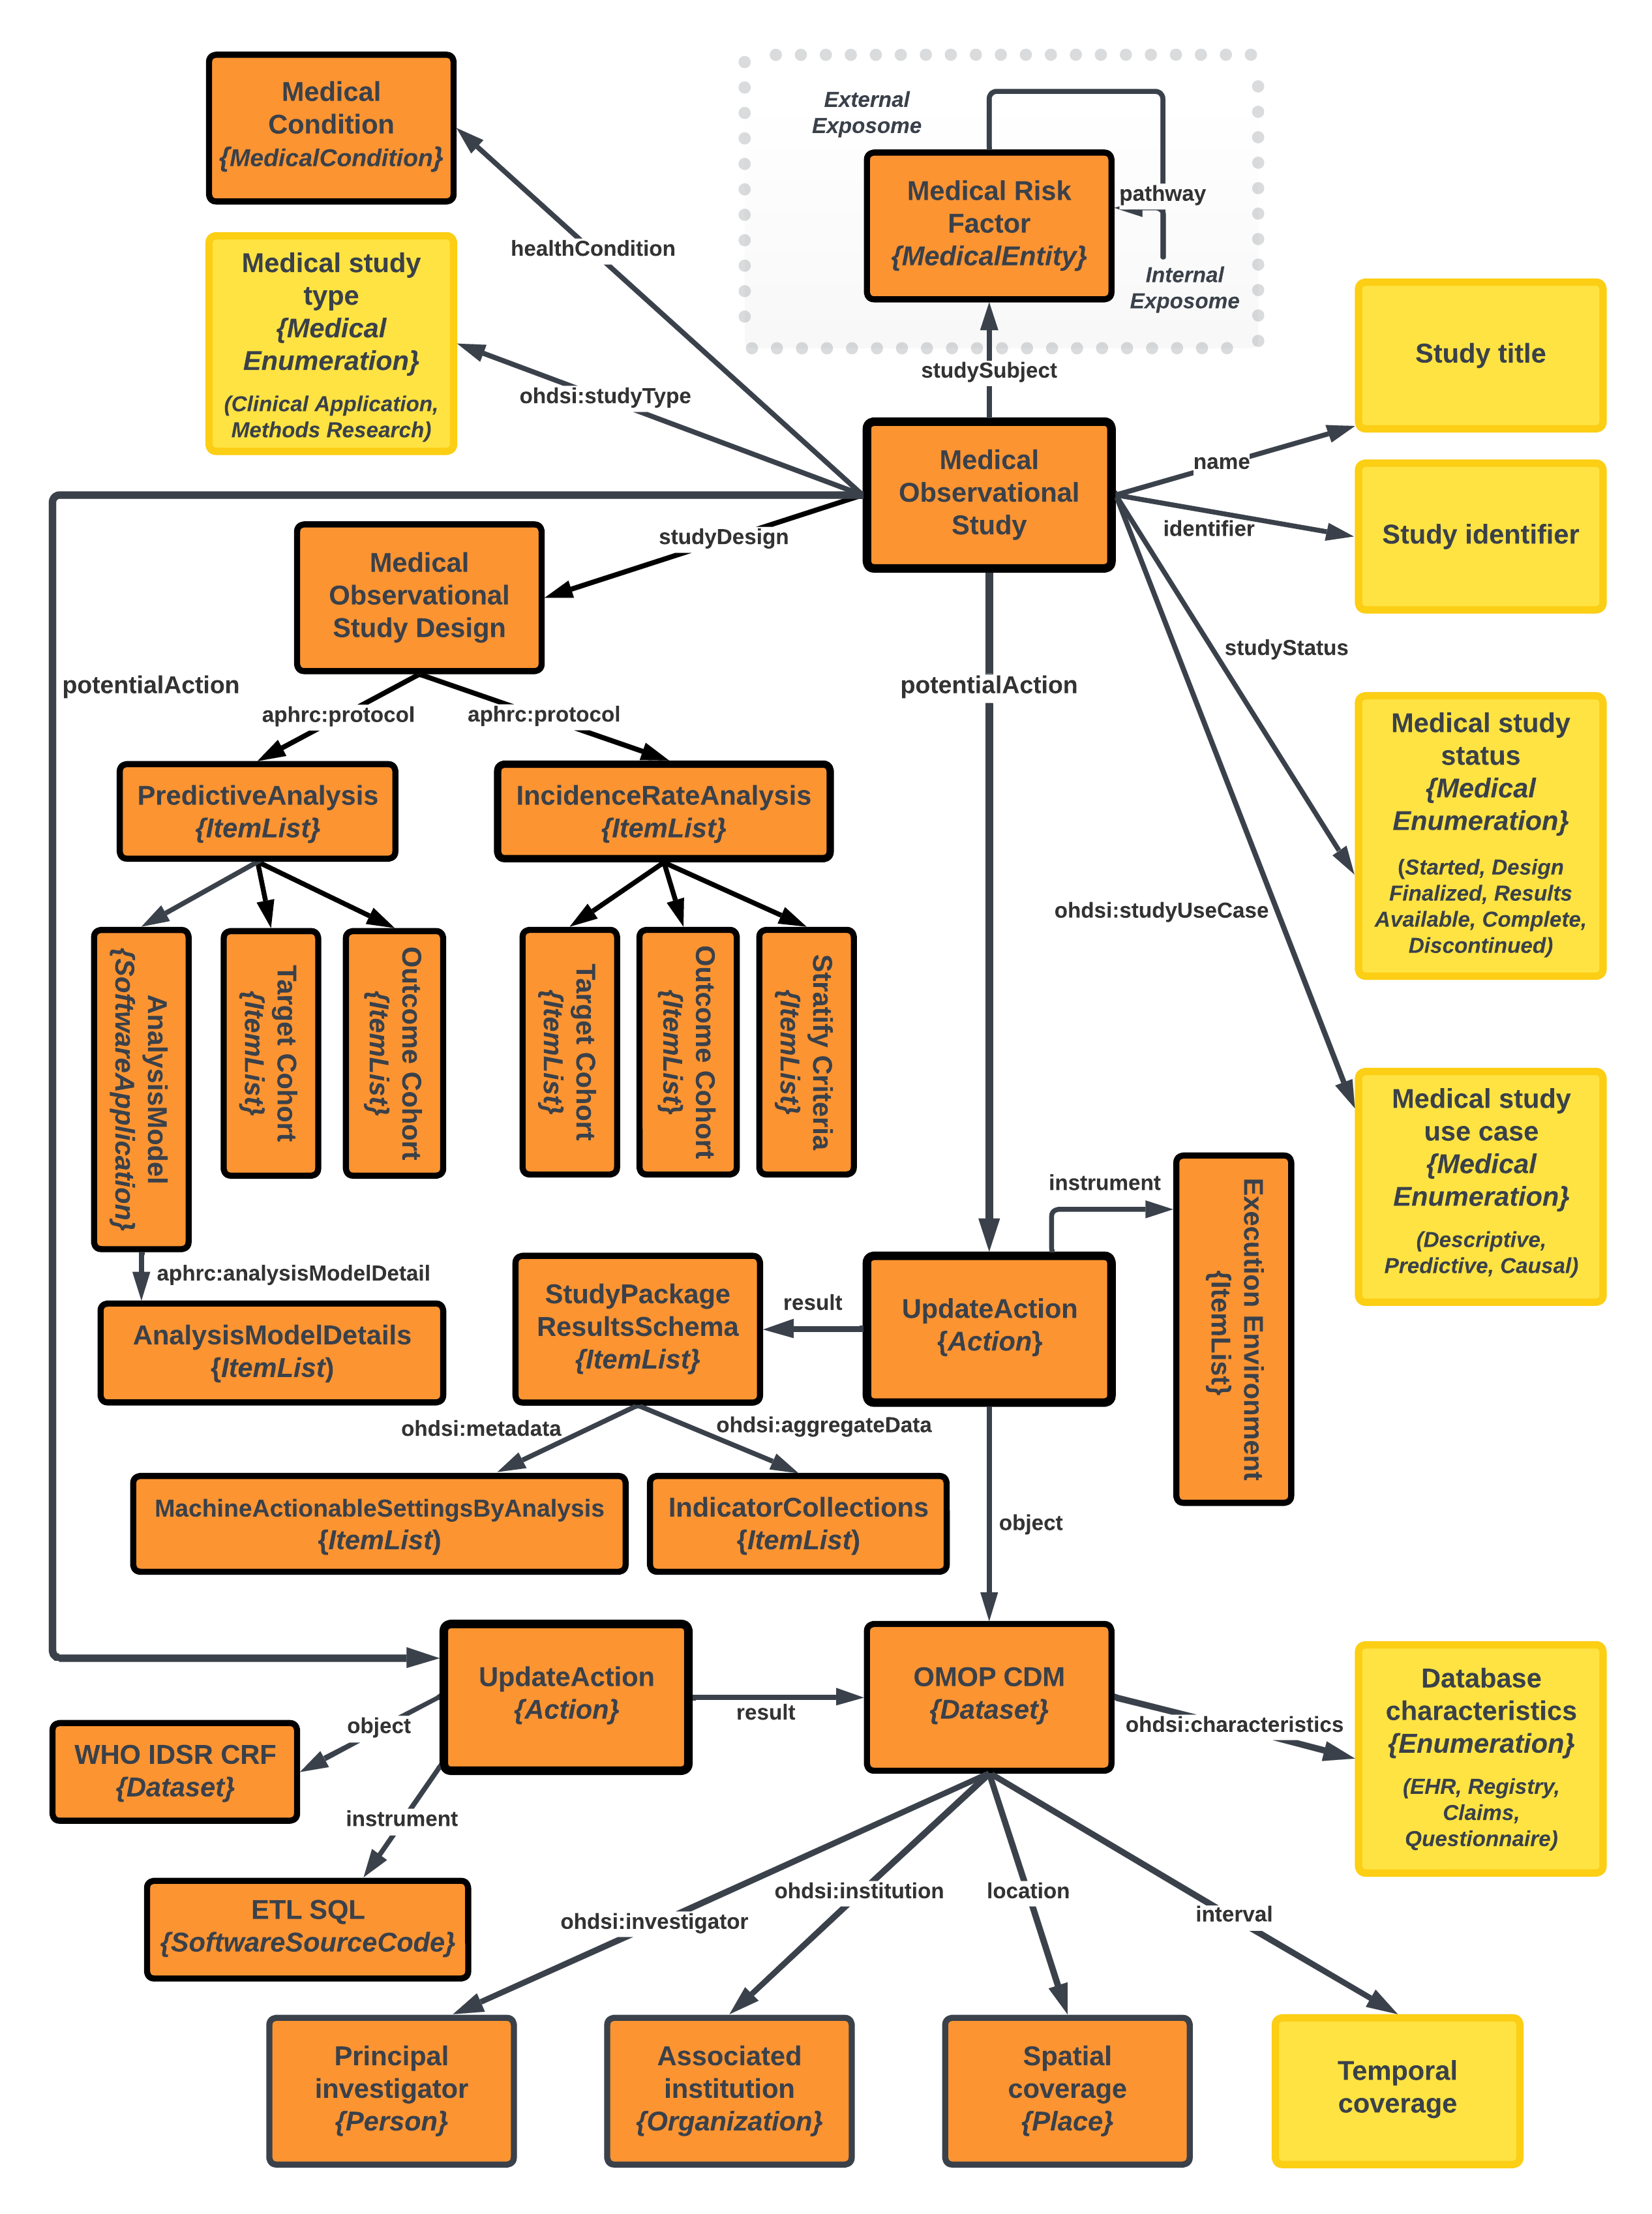 Medical
Condition
{MedicalCondition}
External
Exposome
Medical Risk
Factor
{MedicalEntity}
pathway
Internal
Exposome
healthCondition
Medical study
type
{Medical
Enumeration}
(Clinical Application,
Methods Research)
ohdsi:studyType
studySubject
Study title
Medical
Observational
Study
name
identifier
Study identifier
studyDesign
Medical
Observational
Study Design
studyStatus
potentialAction
potentialAction
aphrc:protocol
aphrc:protocol
Medical study
status
{Medical
Enumeration}
(Started, Design
Finalized, Results
Available, Complete,
Discontinued)
PredictiveAnalysis
{ItemList}
IncidenceRateAnalysis
{ItemList}
ohdsi:studyUseCase
AnalysisModel
{SoftwareApplication}
Target Cohort
{ItemList}
Outcome Cohort
{ItemList}
Target Cohort
{ItemList}
Outcome Cohort
{ItemList}
Stratify Criteria
{ItemList}
Medical study
use case
{Medical
Enumeration}
(Descriptive,
Predictive, Causal)
instrument
Execution Environment
{ItemList}
aphrc:analysisModelDetail
AnalysisModelDetails
{ItemList)
StudyPackage
ResultsSchema
{ItemList}
result
UpdateAction
{Action}
ohdsi:metadata
ohdsi:aggregateData
MachineActionableSettingsByAnalysis
{ItemList)
IndicatorCollections
{ItemList)
object
UpdateAction
{Action}
result
OMOP CDM
{Dataset}
ohdsi:characteristics
Database
characteristics
{Enumeration}
(EHR, Registry,
Claims,
Questionnaire)
object
WHO IDSR CRF
{Dataset}
instrument
ETL SQL
{SoftwareSourceCode}
ohdsi:investigator
ohdsi:institution
location
interval
Principal
investigator
{Person}
Associated
institution
{Organization}
Spatial
coverage
{Place}
Temporal
coverage